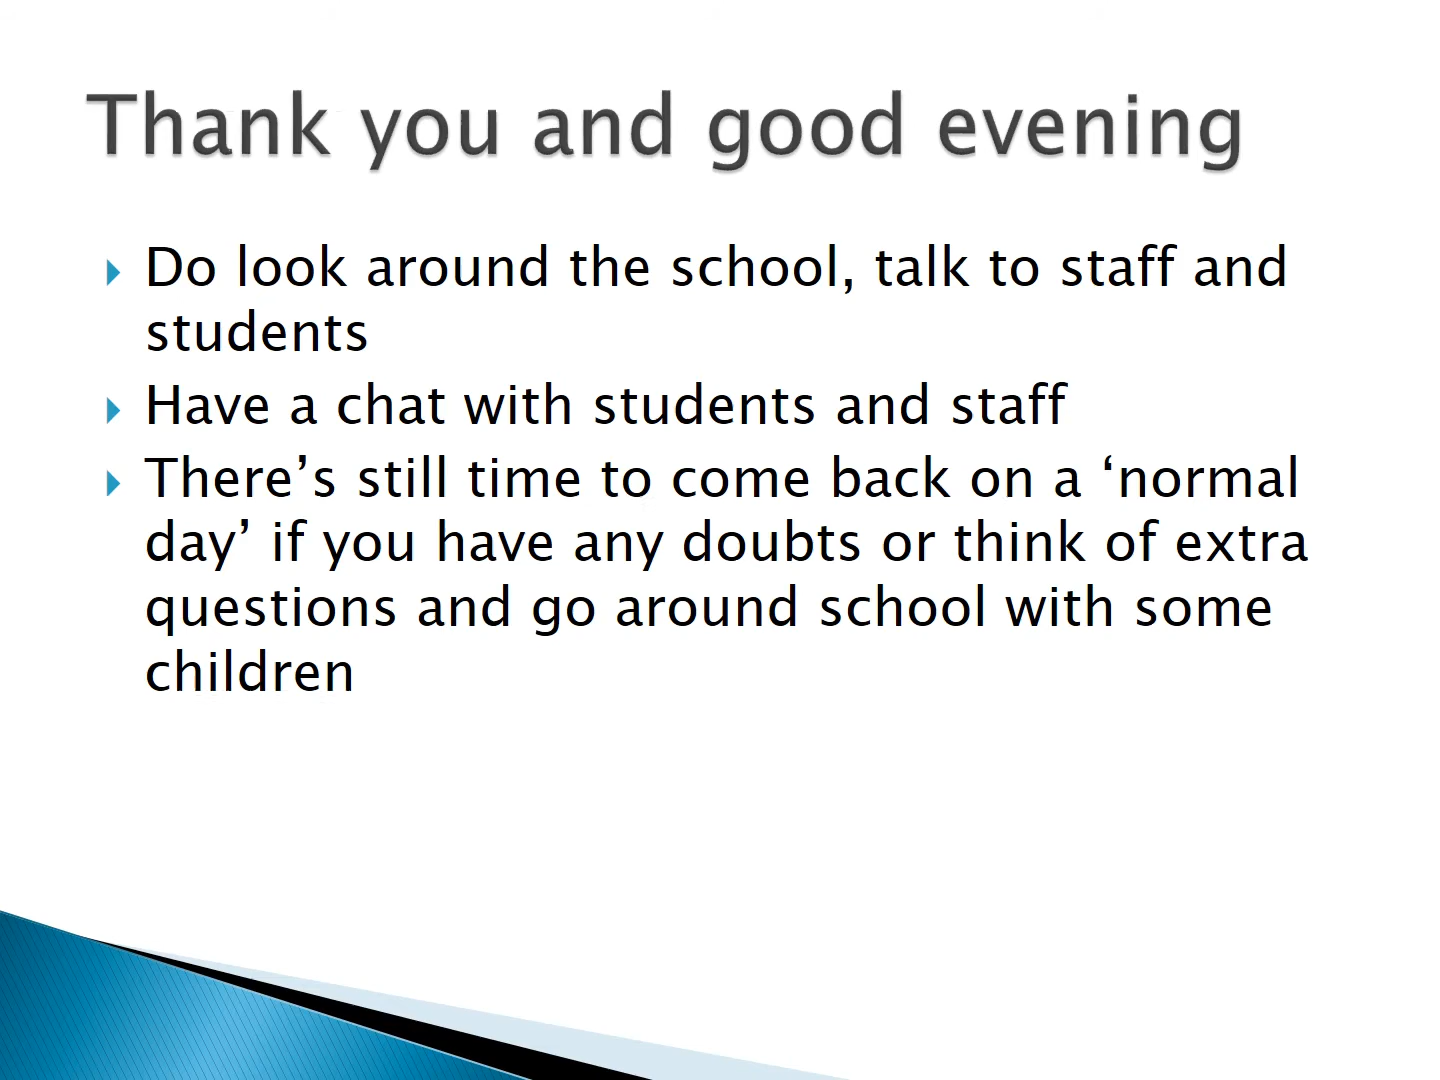 Thank you and good evening
Do look around the school, talk to staff and
students
Have a chat with students and staff
There’s still time to come back on a ‘normal
day’ if you have any doubts or think of extra
questions and go around school with some
children